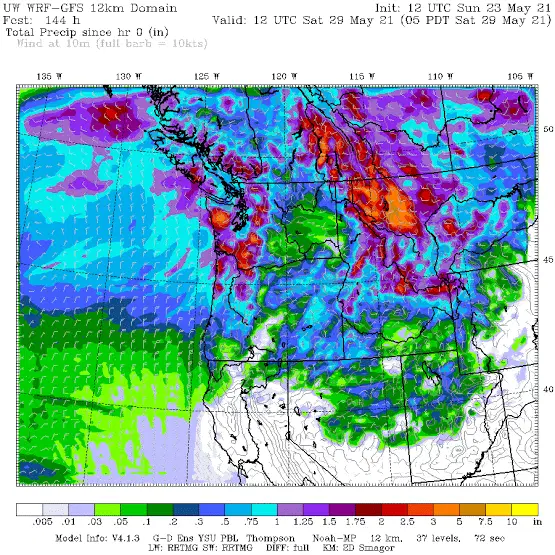 UW WRF-GFS 12km Domain Init: 12 UTC Sun 23 May 21
Fcst: 144 h Valid: 12 UTC Sat 29 May 21 (05 PDT Sat 29 May 21)
Total Precip since hr 0 (in)
Wind at 10m (full barb = 10kts)
135 W 130 W 125 W 120 W 115 W 110 W 105 W
50
45
40
.005 .01 .03 .05 .1 .2 .3 .5 .75 1 1.25 1.5 1.75 2 2.5 3 5 7.5 10 in
Model Info: V4.1.3 G-D Ens YSU PBL Thompson Noah-MP 12 km, 37 levels, 72 sec
LW: RRTMG SW: RRTMG DIFF: full KM: 2D Smagor